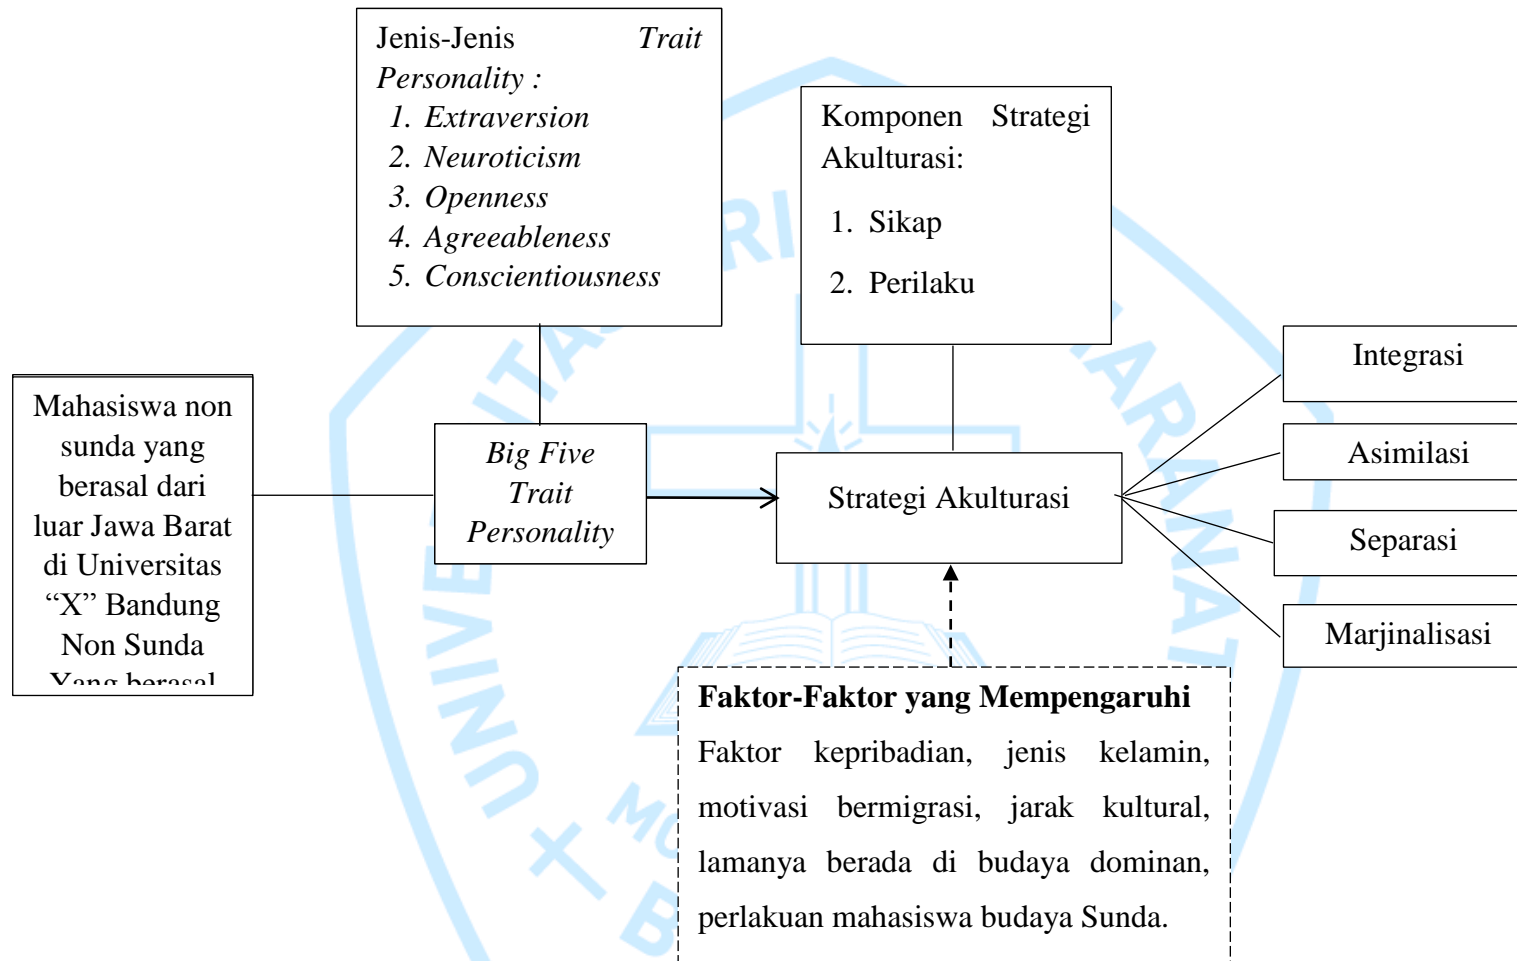 Jenis-Jenis Trait
Personality :
1. Extraversion
2. Neuroticism
3. Openness
4. Agreeableness
5. Conscientiousness
Komponen Strategi
Akulturasi:
1. Sikap
2. Perilaku
Mahasiswa non
sunda yang
berasal dari
luar Jawa Barat
di Universitas
“X” Bandung
Non Sunda
Yang berasal
Big Five
Trait
Personality
Strategi Akulturasi
Integrasi
Asimilasi
Separasi
Marjinalisasi
Faktor-Faktor yang Mempengaruhi
Faktor kepribadian, jenis kelamin,
motivasi bermigrasi, jarak kultural,
lamanya berada di budaya dominan,
perlakuan mahasiswa budaya Sunda.